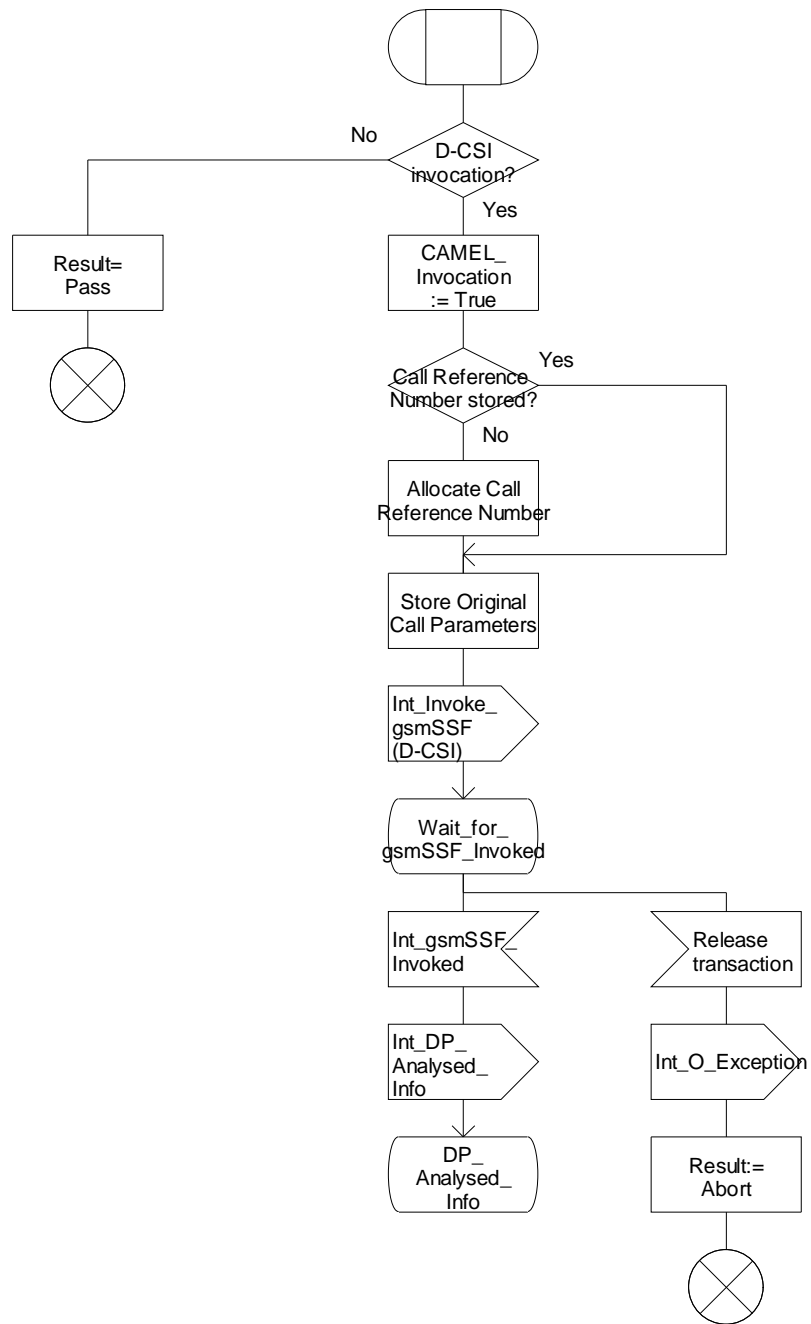 No
D-CSI
invocation?
Yes
Result=
Pass
CAMEL_
Invocation
:= True
Call Reference
Number stored?
Yes
No
Allocate Call
Reference Number
Store Original
Call Parameters
Int_Invoke_
gsmSSF
(D-CSI)
Wait_for_
gsmSSF_Invoked
Int_gsmSSF_
Invoked
Release
transaction
Int_DP_
Analysed_
Info
Int_O_Exception
DP_
Analysed_
Info
Result:=
Abort